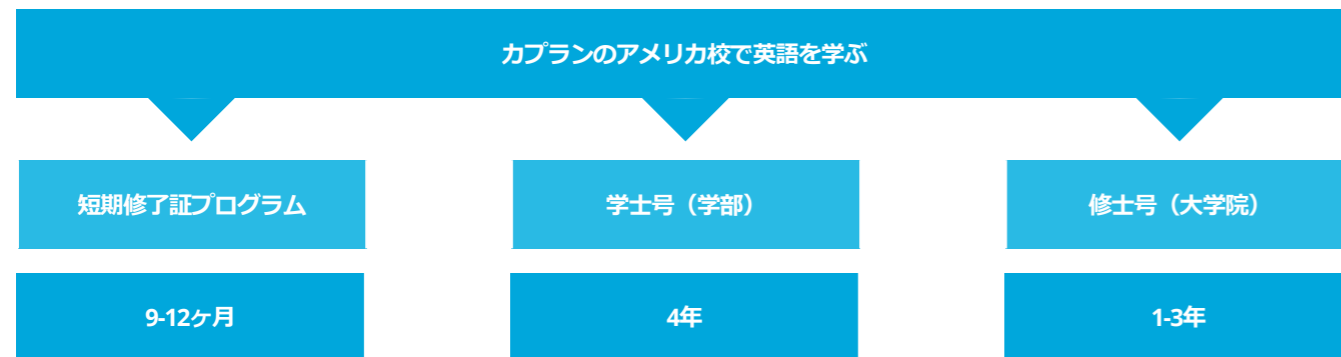 カプランのアメリカ校で英語を学ぶ
短期修了証プログラム
学士号（学部）
修士号（大学院）
9-12ヶ月
4年
1-3年